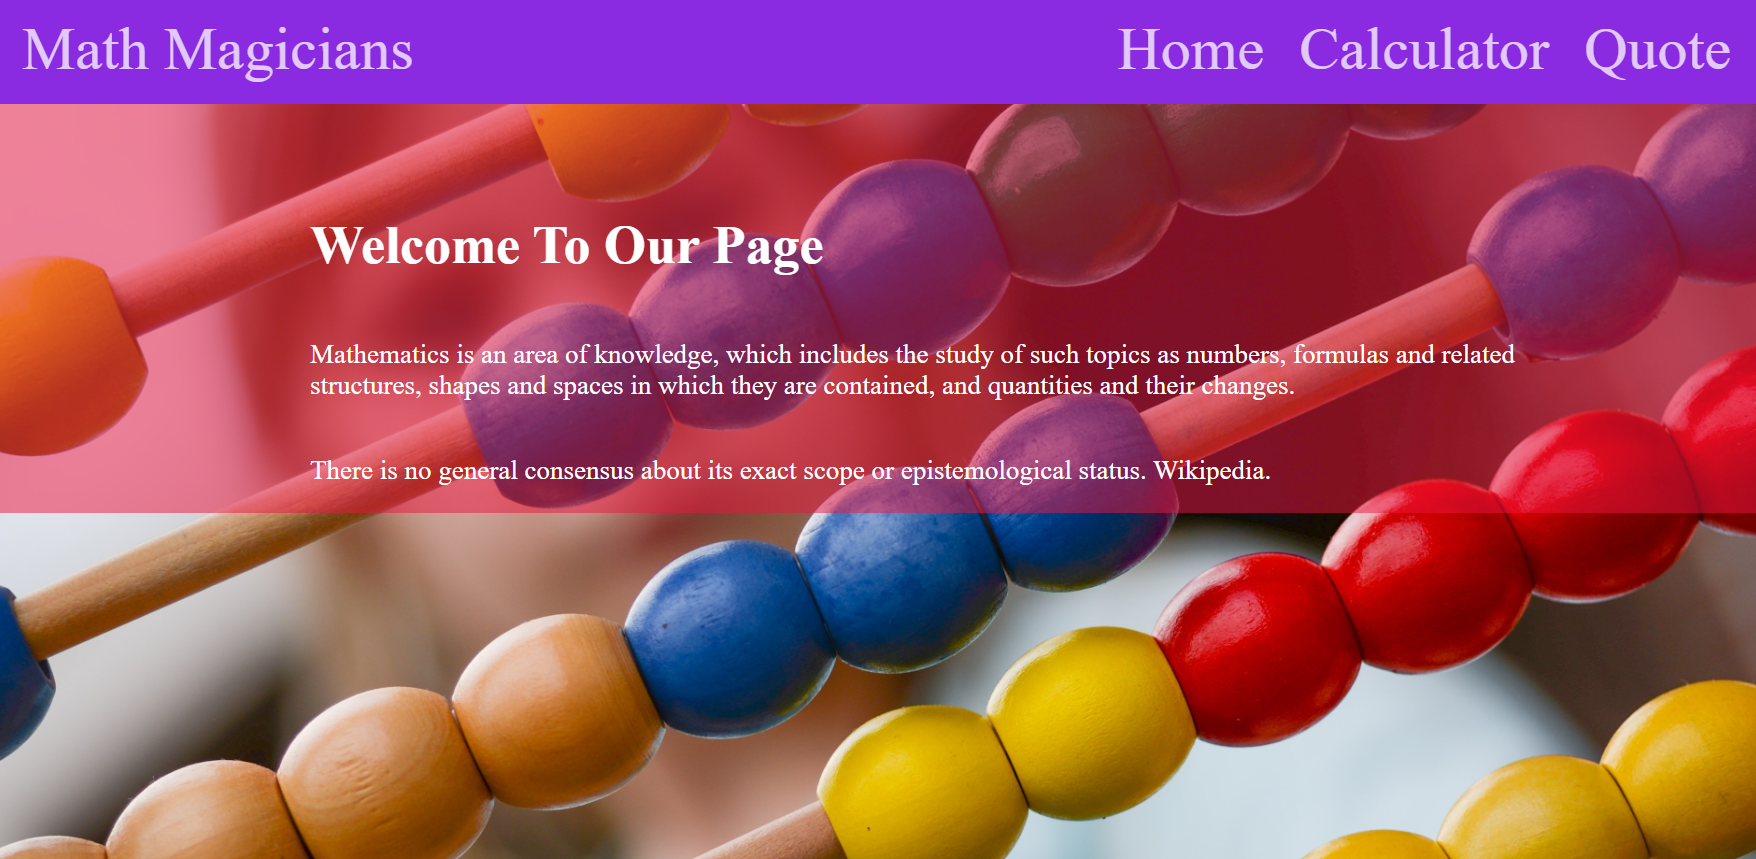 Math Magicians
Home Calculator Quote
Welcome To Our Page
Mathematics is an area of knowledge, which includes the study of such topics as numbers, formulas and related
structures, shapes and spaces in which they are contained, and quantities and their changes.
There is no general consensus about its exact scope or epistemological status. Wikipedia.